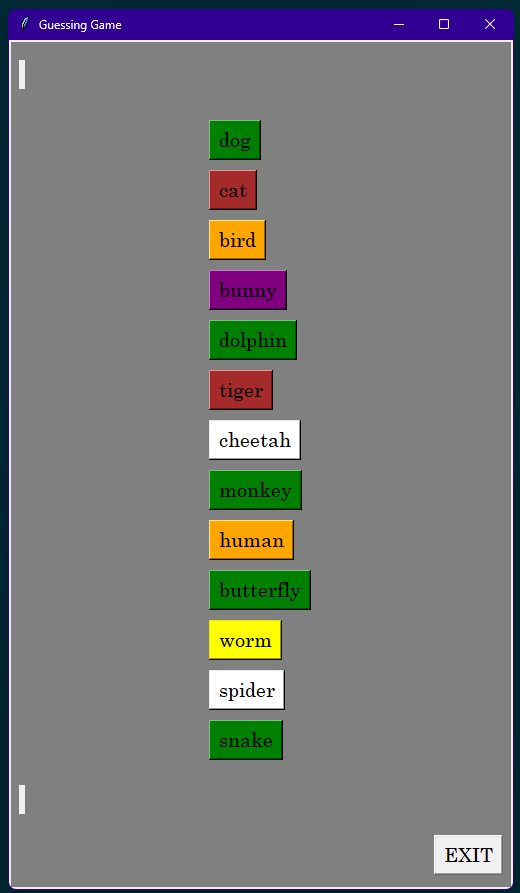 Guessing Game
dog
cat
bird
bunny
dolphin
tiger
cheetah
monkey
human
butterfly
worm
spider
snake
EXIT